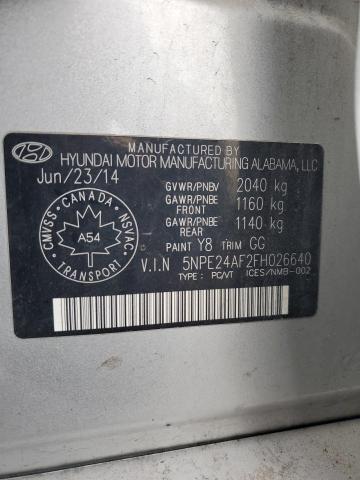 MANUFACTURED BY
HYUNDAI MOTOR MANUFACTURING ALABAMA, LLC
Jun/23/14
GVWR/PNBV 2040 kg
GAWR/PNBE FRONT 1160 kg
GAWR/PNBE REAR 1140 kg
PAINT Y8 TRIM GG
CANADA
CMVSS
NSVAC
A54
TRANSPORT
V.I.N 5NPE24AF2FH026640
TYPE: PC/VT ICES/NMB-002